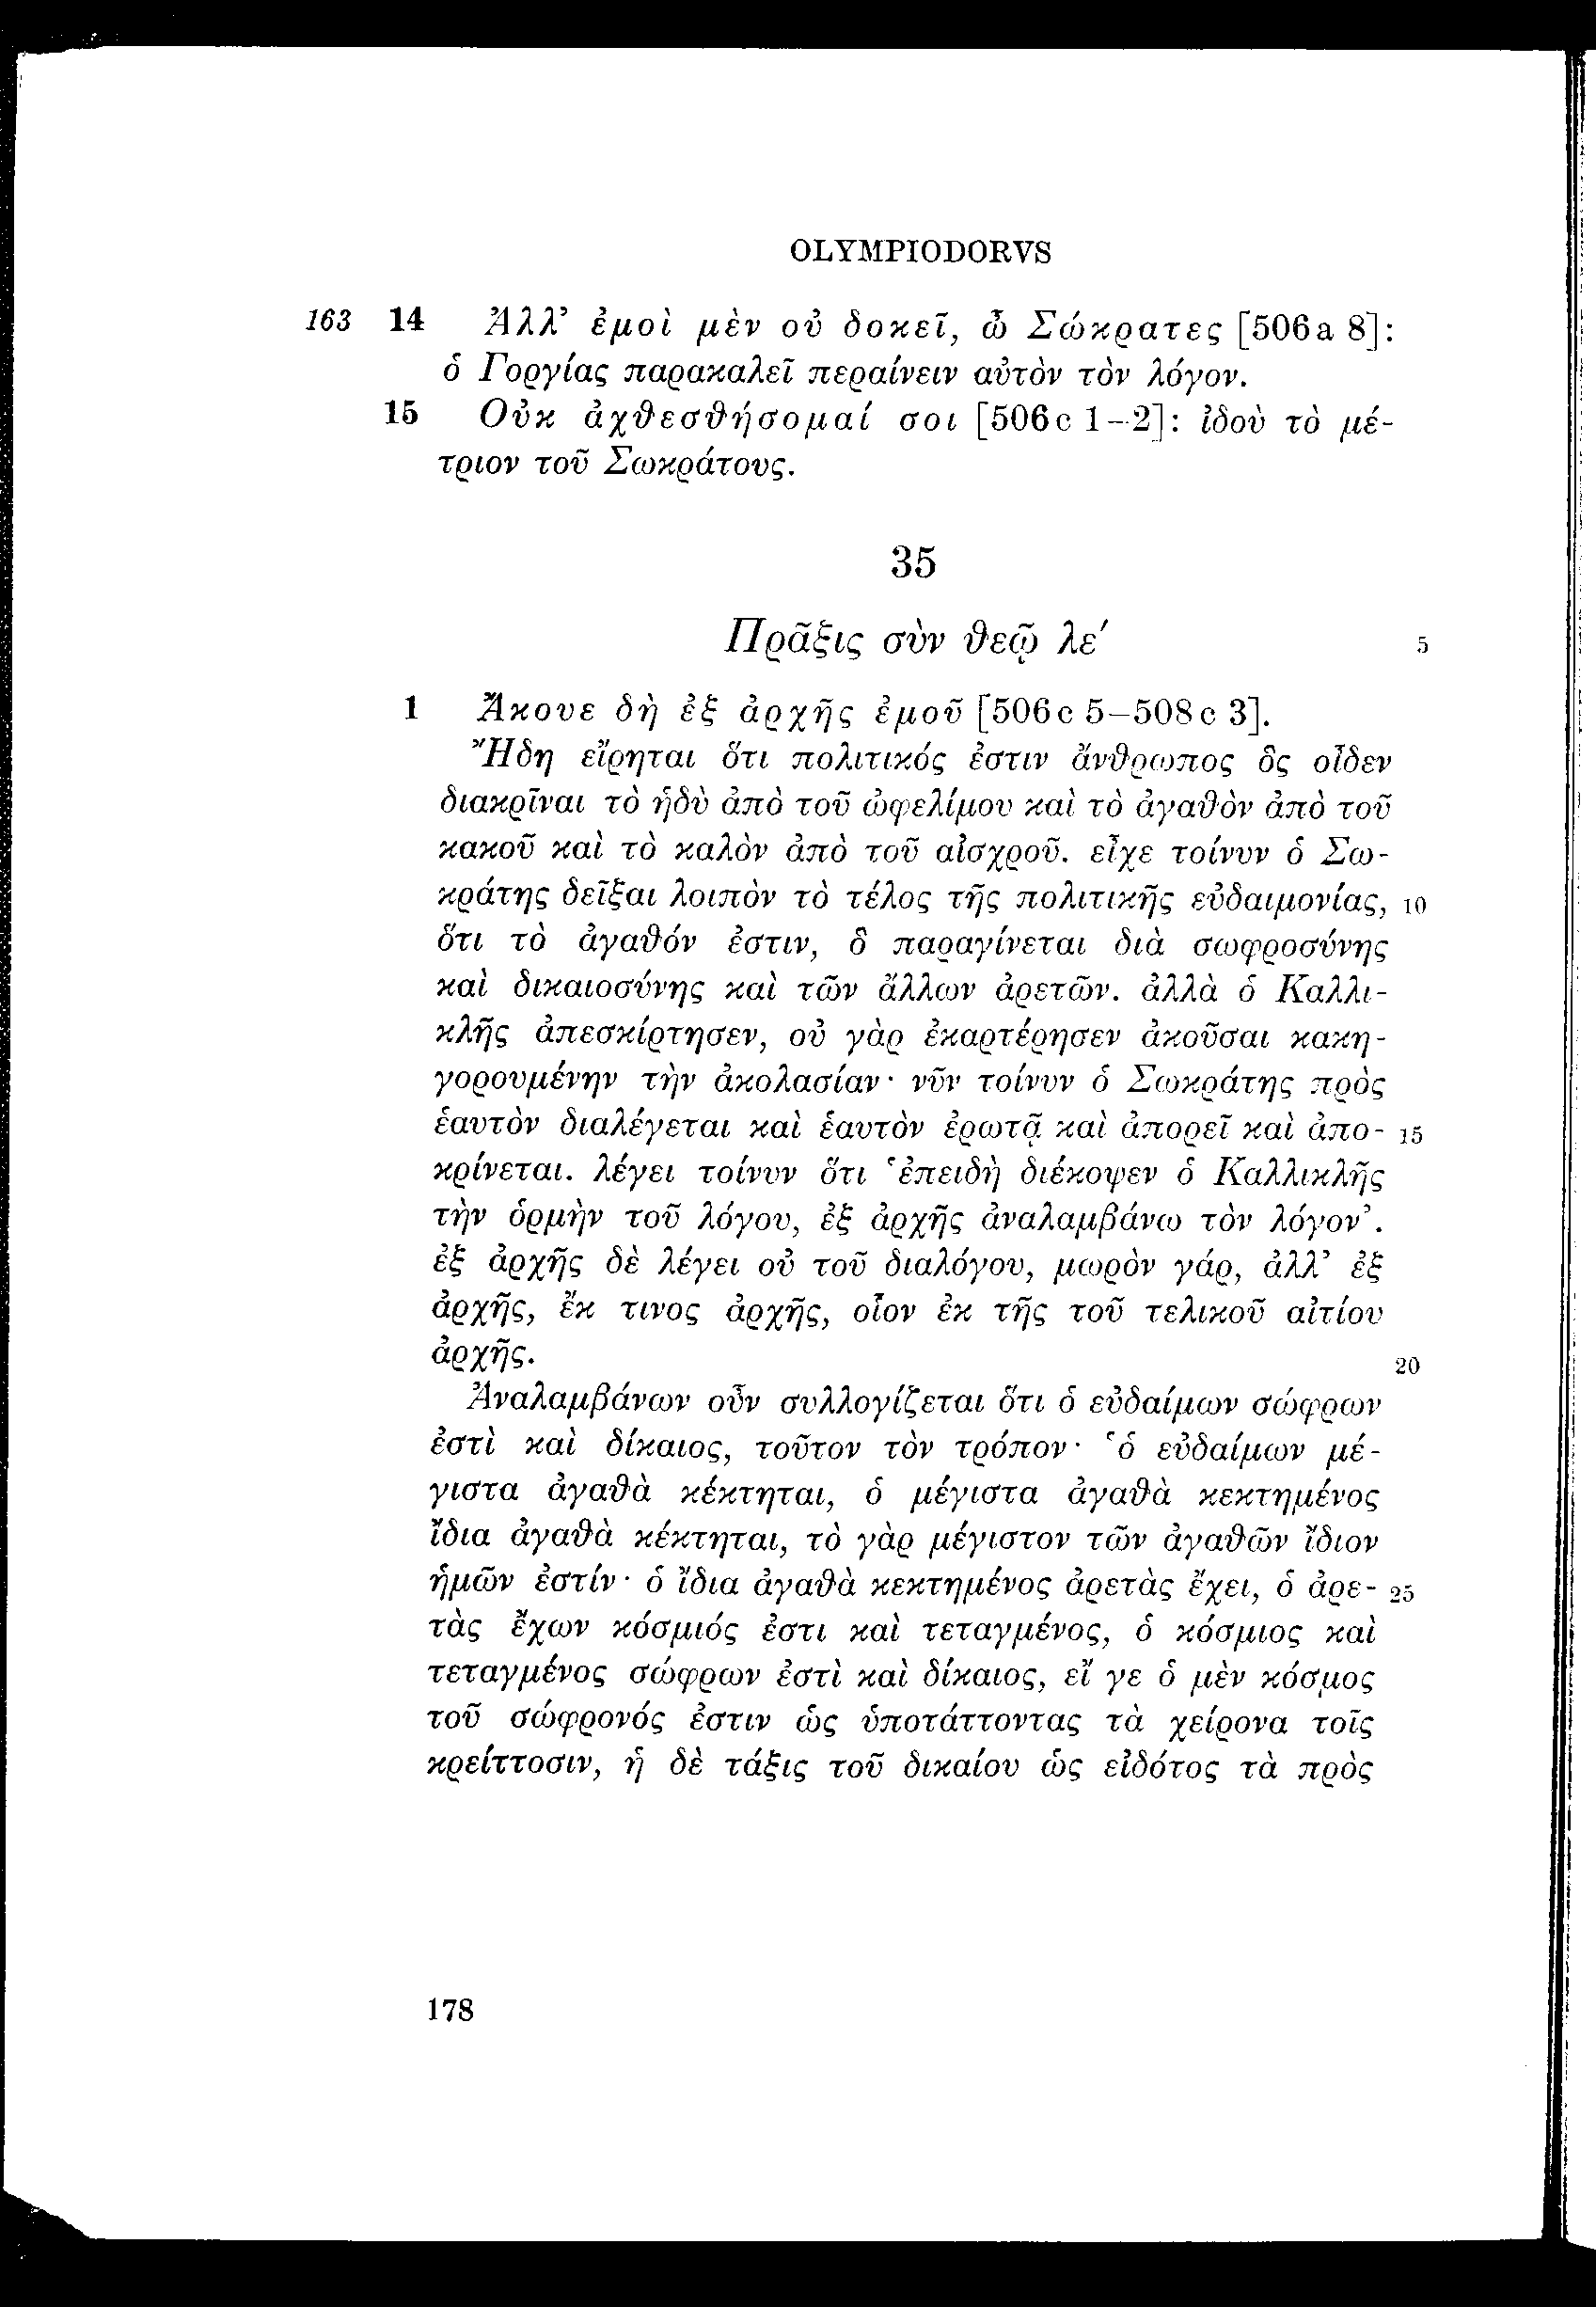 OLYMPIODORVS
163 14 Ἀλλ’ ἐμοὶ μὲν οὐ δοκεῖ, ὦ Σώκρατες [506a 8]:
ὁ Γοργίας παρακαλεῖ περαίνειν αὐτὸν τὸν λόγον.
15 Οὐκ ἀχθεσθήσομαί σοι [506c 1–2]: ἰδοὺ τὸ μέ-
τριον τοῦ Σωκράτους.
35
Πρᾶξις σὺν θεῷ λε′ 5
1 Ἄκουε δὴ ἐξ ἀρχῆς ἐμοῦ [506c 5–508c 3].
Ἤδη εἴρηται ὅτι πολιτικός ἐστιν ἄνθρωπος ὃς οἶδεν
διακρῖναι τὸ ἡδὺ ἀπὸ τοῦ ὠφελίμου καὶ τὸ ἀγαθὸν ἀπὸ τοῦ
κακοῦ καὶ τὸ καλὸν ἀπὸ τοῦ αἰσχροῦ. εἶχε τοίνυν ὁ Σω-
κράτης δεῖξαι λοιπὸν τὸ τέλος τῆς πολιτικῆς εὐδαιμονίας, 10
ὅτι τὸ ἀγαθόν ἐστιν, ὃ παραγίνεται διὰ σωφροσύνης
καὶ δικαιοσύνης καὶ τῶν ἄλλων ἀρετῶν. ἀλλὰ ὁ Καλλι-
κλῆς ἀπεσκίρτησεν, οὐ γὰρ ἐκαρτέρησεν ἀκοῦσαι κακη-
γορουμένην τὴν ἀκολασίαν· νῦν τοίνυν ὁ Σωκράτης πρὸς
ἑαυτὸν διαλέγεται καὶ ἑαυτὸν ἐρωτᾷ καὶ ἀπορεῖ καὶ ἀπο- 15
κρίνεται. λέγει τοίνυν ὅτι ‘ἐπειδὴ διέκοψεν ὁ Καλλικλῆς
τὴν ὁρμὴν τοῦ λόγου, ἐξ ἀρχῆς ἀναλαμβάνω τὸν λόγον’.
ἐξ ἀρχῆς δὲ λέγει οὐ τοῦ διαλόγου, μωρὸν γάρ, ἀλλ’ ἐξ
ἀρχῆς, ἔκ τινος ἀρχῆς, οἷον ἐκ τῆς τοῦ τελικοῦ αἰτίου
ἀρχῆς. 20
Ἀναλαμβάνων οὖν συλλογίζεται ὅτι ὁ εὐδαίμων σώφρων
ἐστὶ καὶ δίκαιος, τοῦτον τὸν τρόπον· ‘ὁ εὐδαίμων μέ-
γιστα ἀγαθὰ κέκτηται, ὁ μέγιστα ἀγαθὰ κεκτημένος
ἴδια ἀγαθὰ κέκτηται, τὸ γὰρ μέγιστον τῶν ἀγαθῶν ἴδιον
ἡμῶν ἐστίν· ὁ ἴδια ἀγαθὰ κεκτημένος ἀρετὰς ἔχει, ὁ ἀρε- 25
τὰς ἔχων κόσμιός ἐστι καὶ τεταγμένος, ὁ κόσμιος καὶ
τεταγμένος σώφρων ἐστὶ καὶ δίκαιος, εἴ γε ὁ μὲν κόσμος
τοῦ σώφρονός ἐστιν ὡς ὑποτάττοντας τὰ χείρονα τοῖς
κρείττοσιν, ἡ δὲ τάξις τοῦ δικαίου ὡς εἰδότος τὰ πρὸς
178